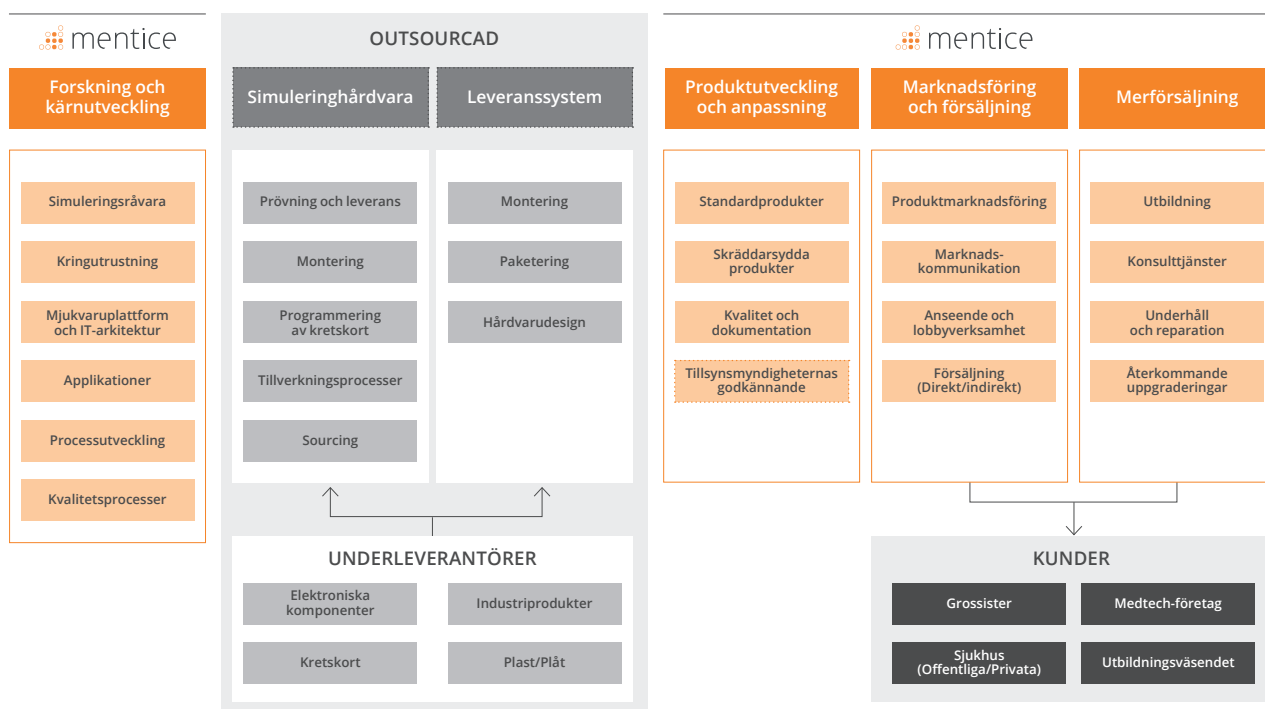 mentice
Forskning och
kärnutveckling
Simuleringsråvara
Kringutrustning
Mjukvaruplattform
och IT-arkitektur
Applikationer
Processutveckling
Kvalitetsprocesser
OUTSOURCAD
Simuleringhårdvara
Prövning och leverans
Montering
Programmering
av kretskort
Tillverkningsprocesser
Sourcing
Leveranssystem
Montering
Paketering
Hårdvarudesign
UNDERLEVERANTÖRER
Elektroniska
komponenter
Industriprodukter
Kretskort
Plast/Plåt
mentice
Produktutveckling
och anpassning
Standardprodukter
Skräddarsydda
produkter
Kvalitet och
dokumentation
Tillsynsmyndigheternas
godkännande
Marknadsföring
och försäljning
Produktmarknadsföring
Marknads-
kommunikation
Anseende och
lobbyverksamhet
Försäljning
(Direkt/indirekt)
Merförsäljning
Utbildning
Konsulttjänster
Underhåll
och reparation
Återkommande
uppgraderingar
KUNDER
Grossister
Medtech-företag
Sjukhus
(Offentliga/Privata)
Utbildningsväsendet